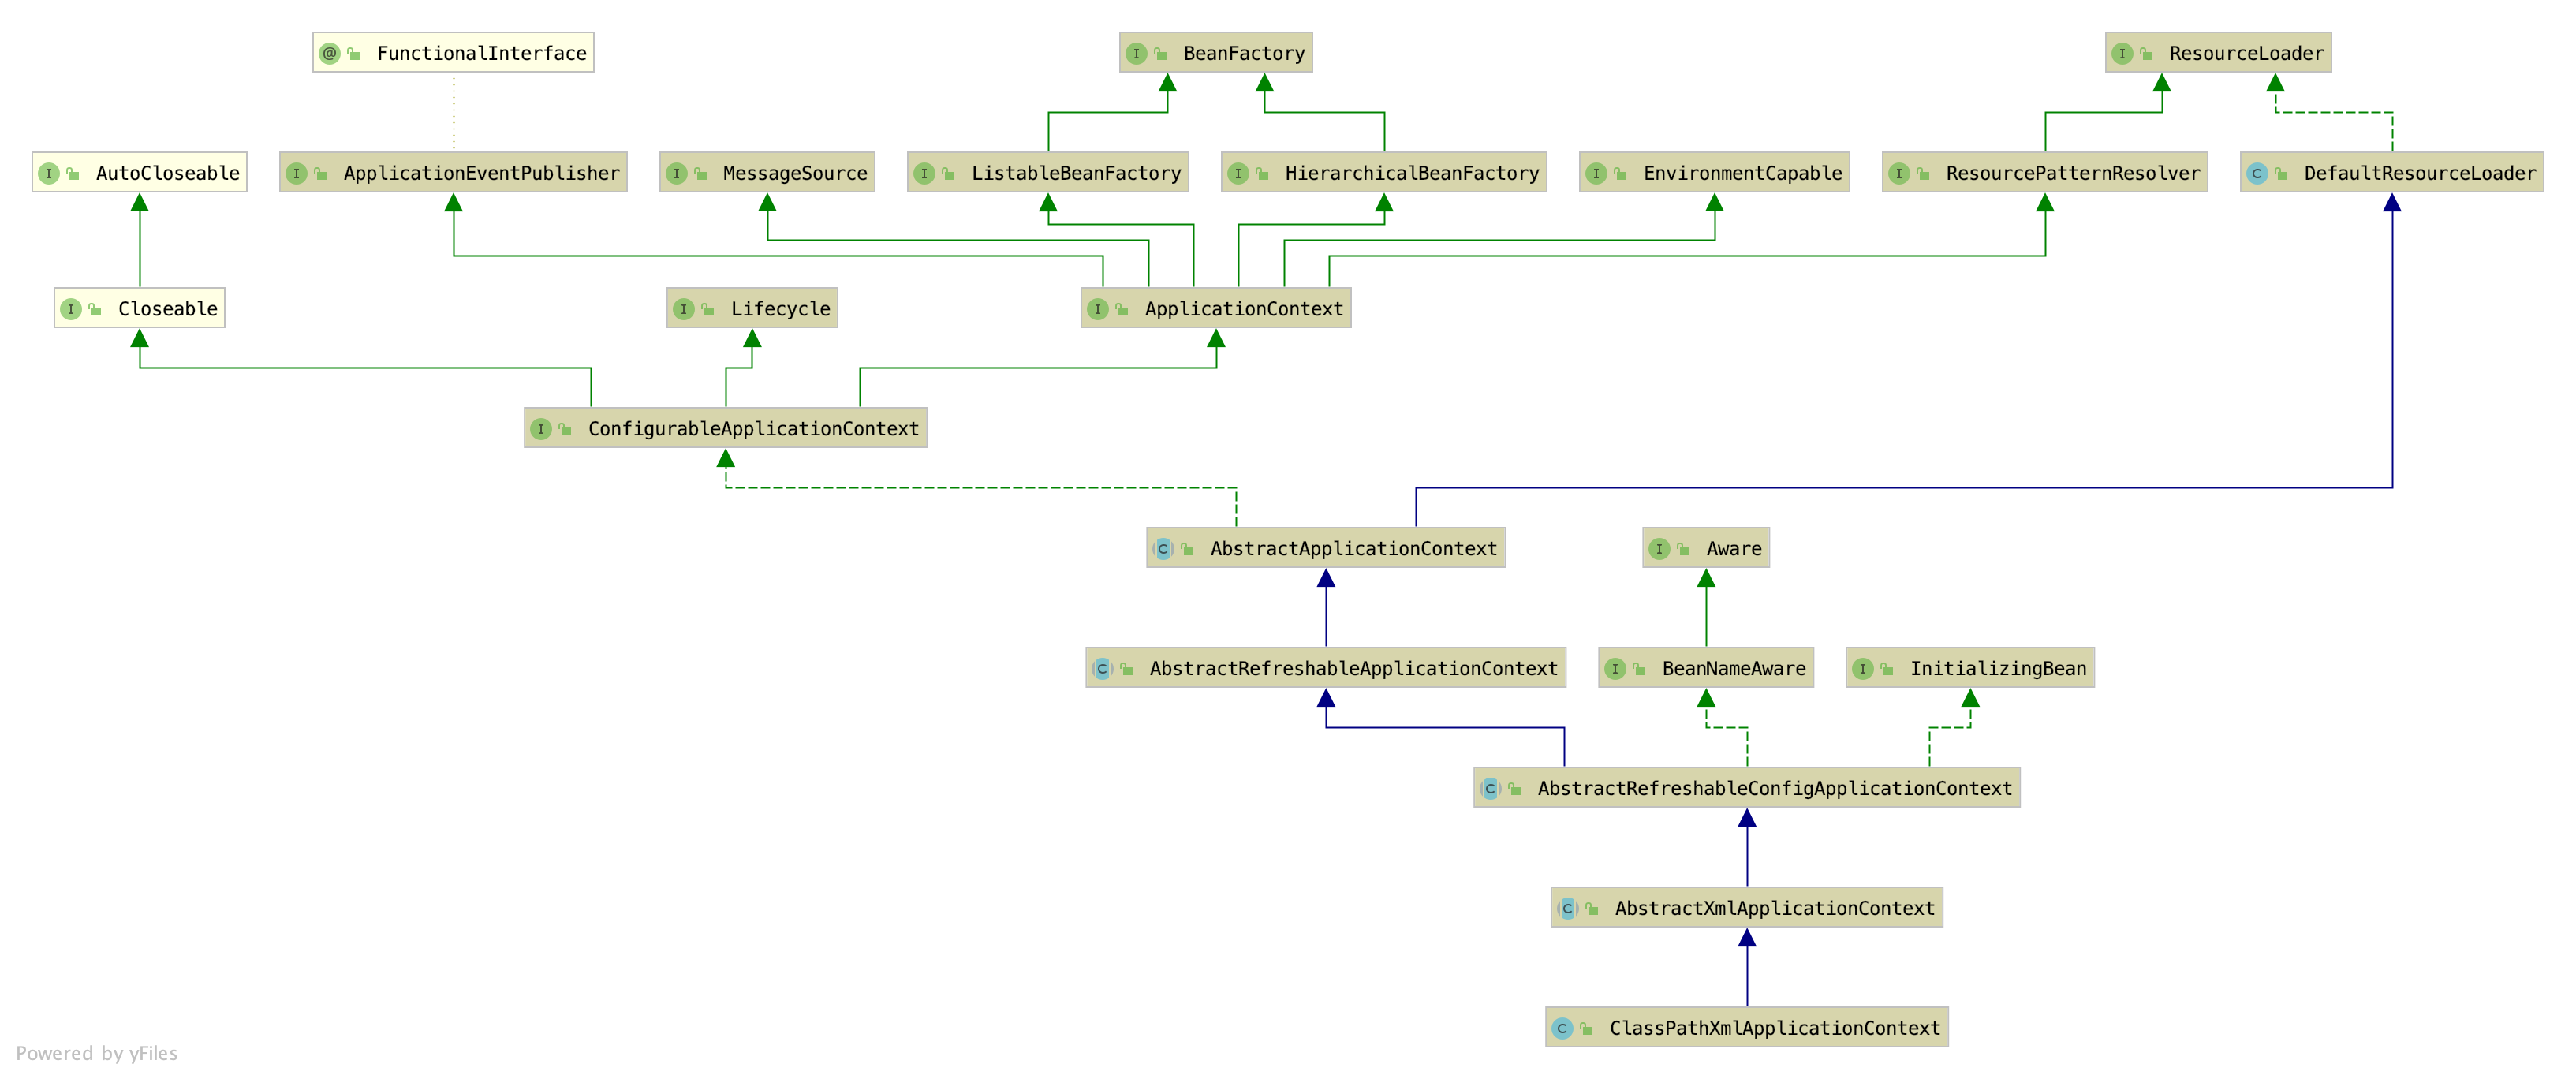 FunctionalInterface
BeanFactory
ResourceLoader
AutoCloseable
ApplicationEventPublisher
MessageSource
ListableBeanFactory
HierarchicalBeanFactory
EnvironmentCapable
ResourcePatternResolver
DefaultResourceLoader
Closeable
Lifecycle
ApplicationContext
ConfigurableApplicationContext
AbstractApplicationContext
Aware
AbstractRefreshableApplicationContext
BeanNameAware
InitializingBean
AbstractRefreshableConfigApplicationContext
AbstractXmlApplicationContext
ClassPathXmlApplicationContext
Powered by yFiles